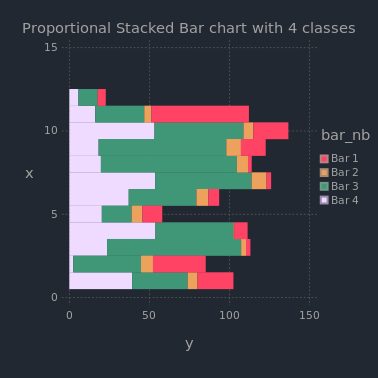 Proportional Stacked Bar chart with 4 classes
15
10
5
0
x
0 50 100 150
y
bar_nb
Bar 1
Bar 2
Bar 3
Bar 4